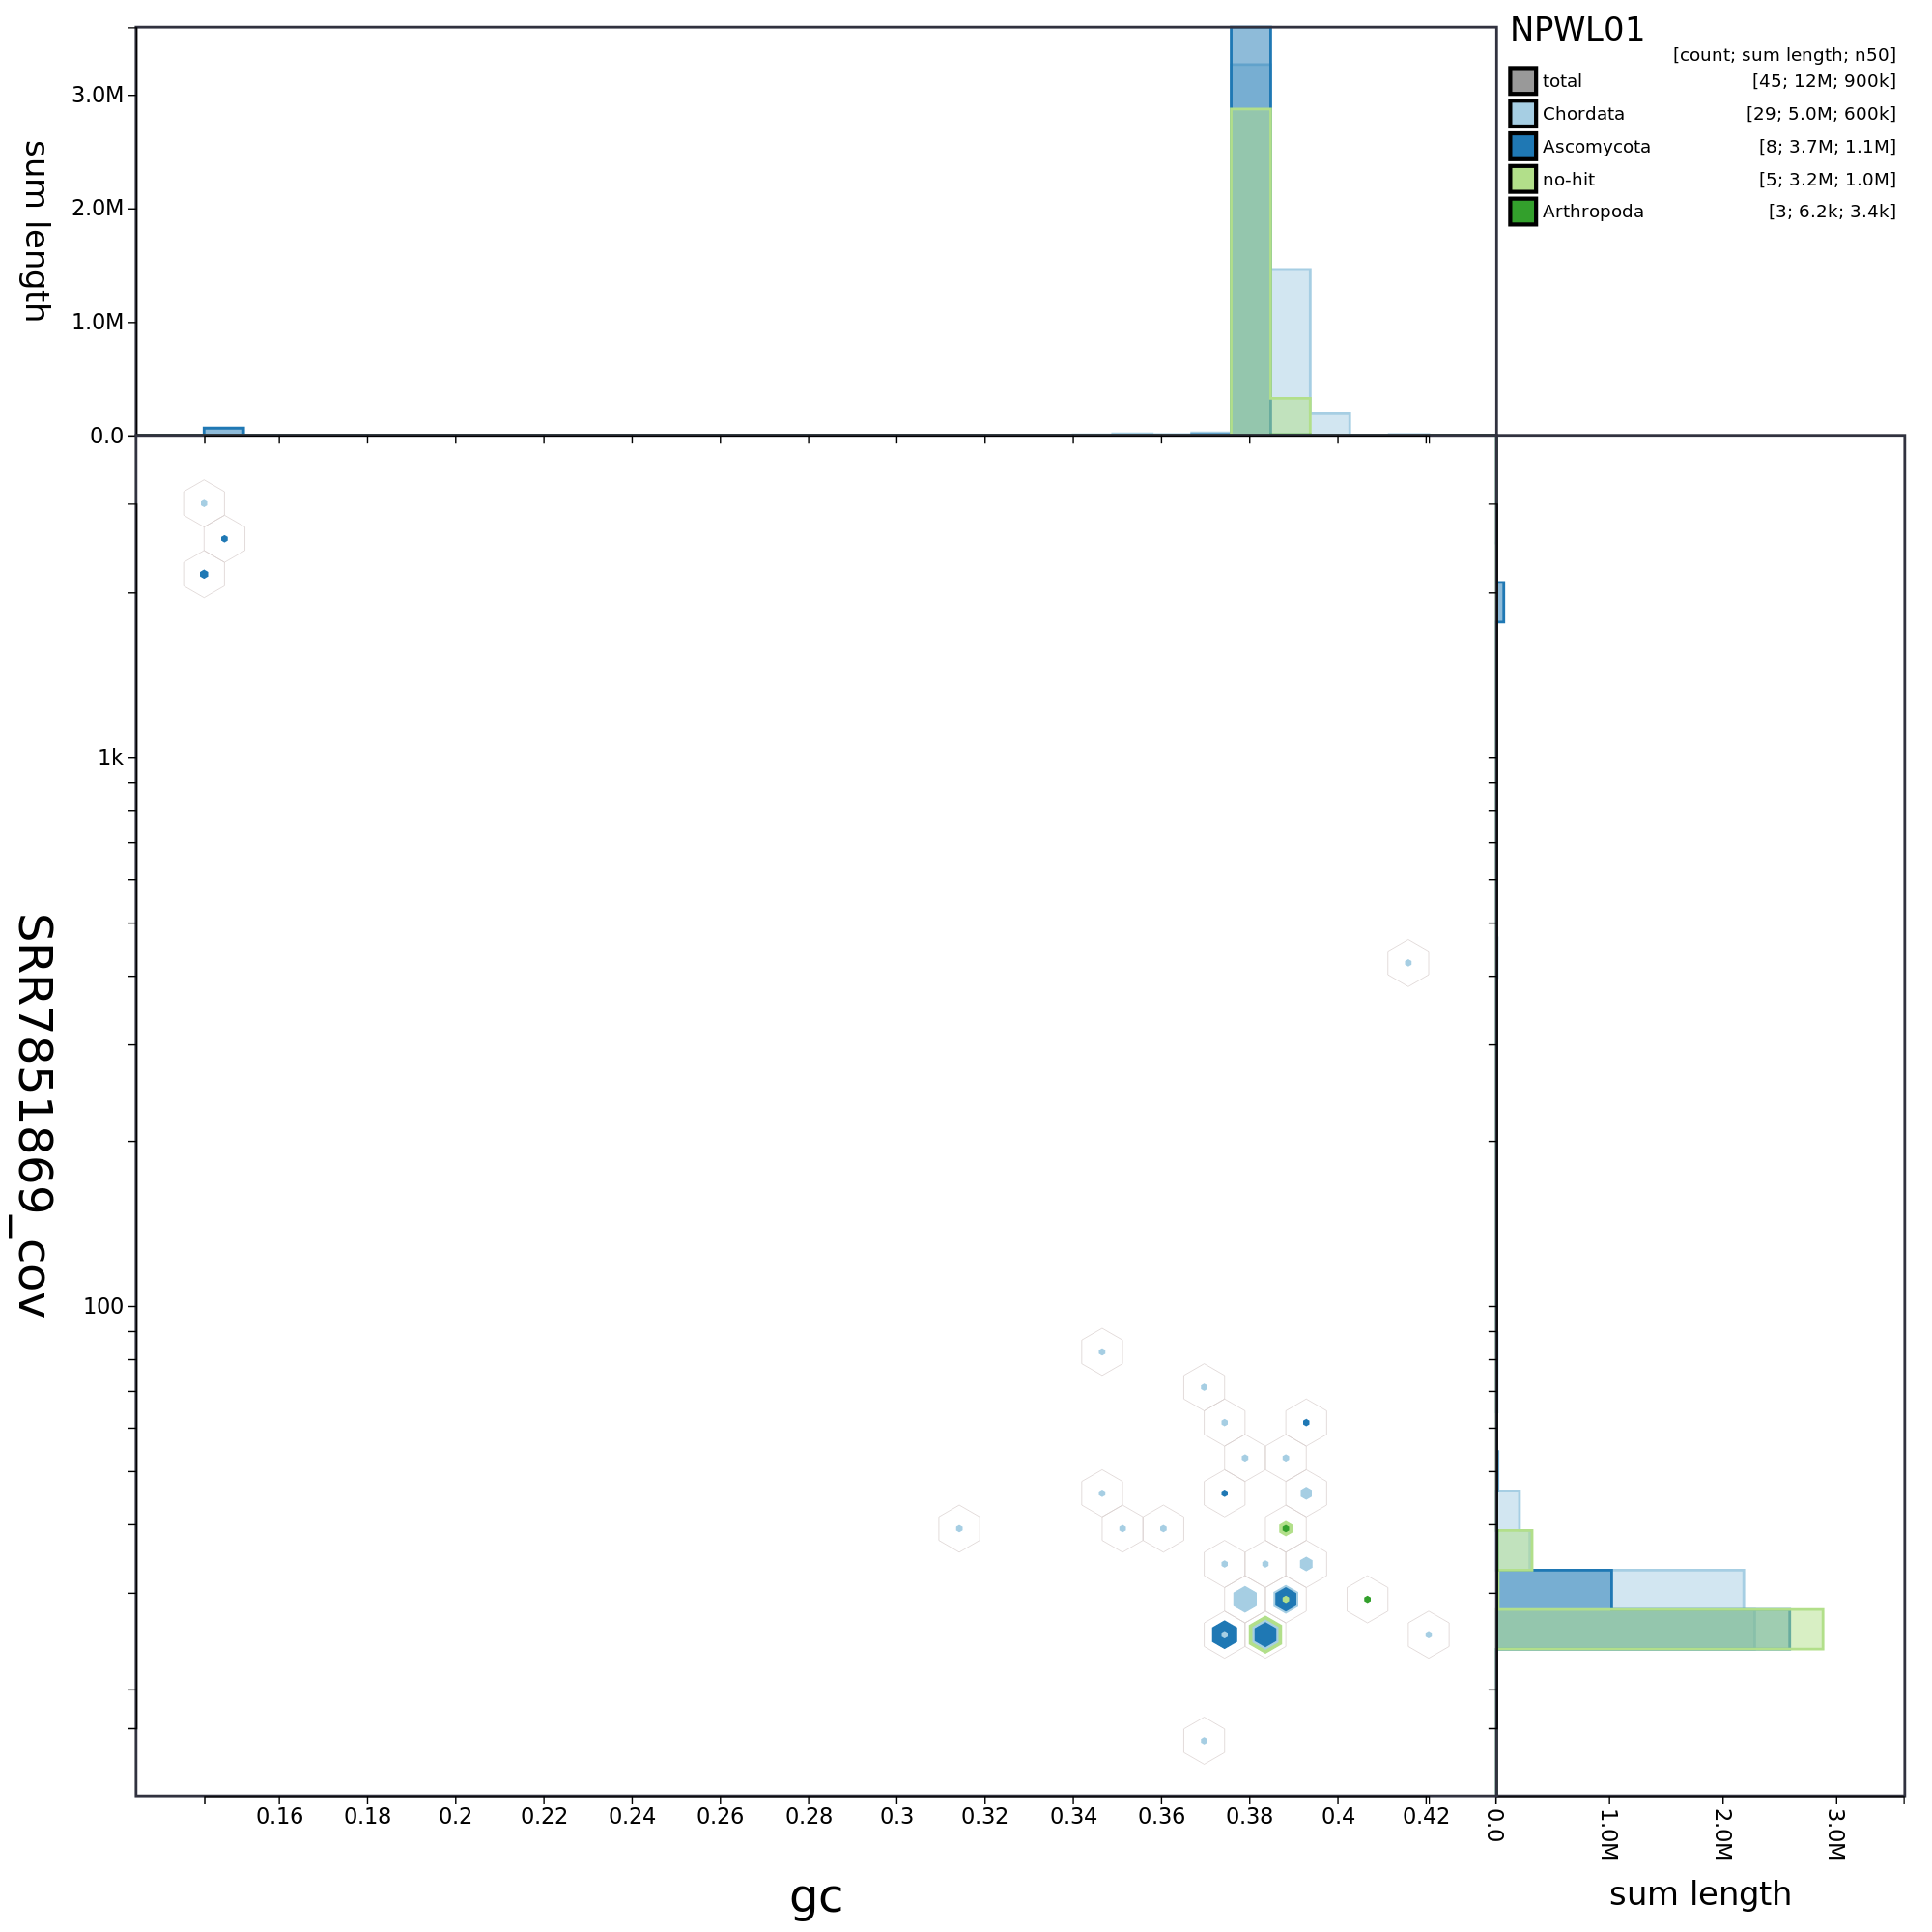 NPWL01
[count; sum length; n50]
total [45; 12M; 900k]
Chordata [29; 5.0M; 600k]
Ascomycota [8; 3.7M; 1.1M]
no-hit [5; 3.2M; 1.0M]
Arthropoda [3; 6.2k; 3.4k]
sum length
3.0M
2.0M
1.0M
0.0
SRR7851869_cov
1k
100
0.16 0.18 0.2 0.22 0.24 0.26 0.28 0.3 0.32 0.34 0.36 0.38 0.4 0.42
gc
0.0 1.0M 2.0M 3.0M
sum length